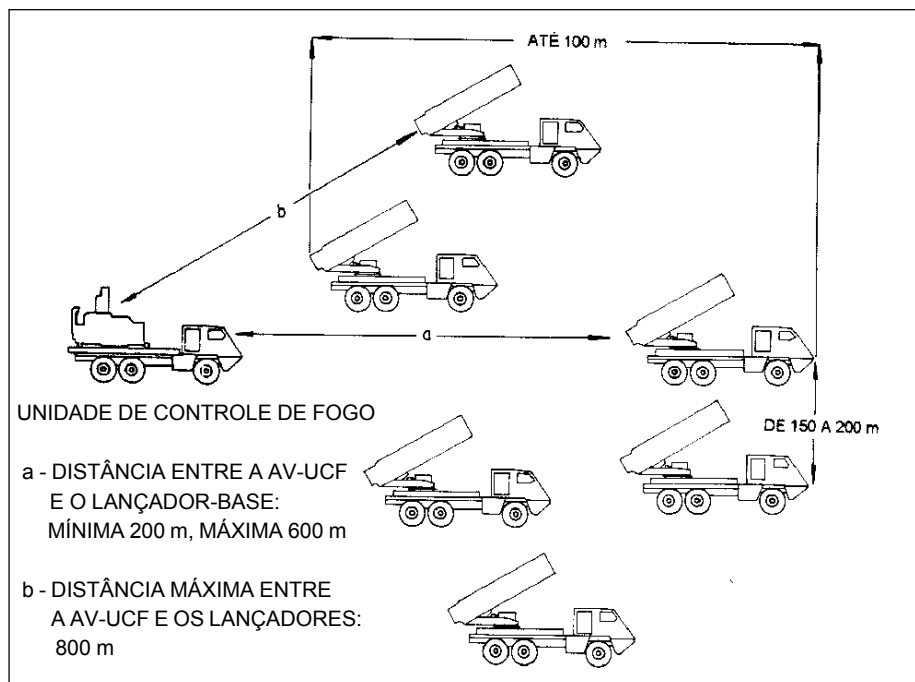 ATÉ 100 m
b
a
UNIDADE DE CONTROLE DE FOGO
DE 150 A 200 m
a - DISTÂNCIA ENTRE A AV-UCF
E O LANÇADOR-BASE:
MÍNIMA 200 m, MÁXIMA 600 m
b - DISTÂNCIA MÁXIMA ENTRE
A AV-UCF E OS LANÇADORES:
800 m